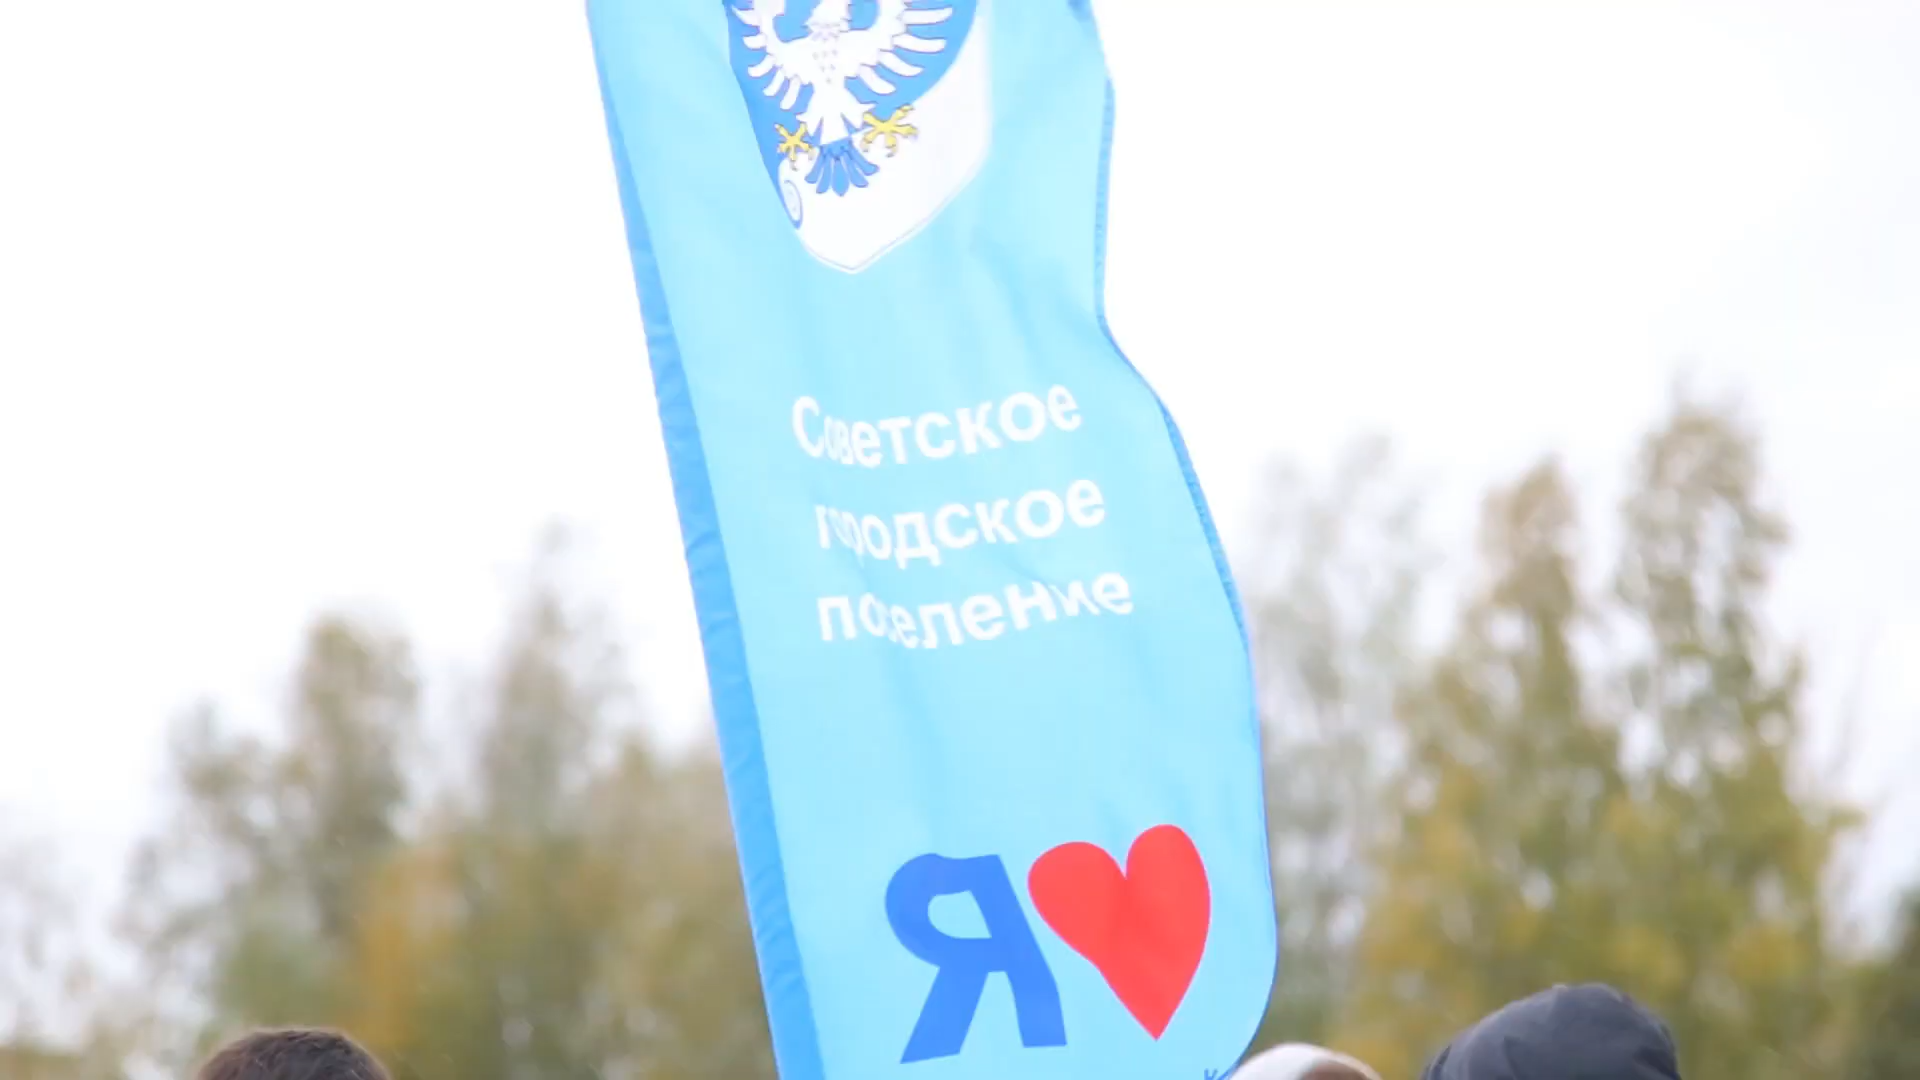 Советское
городское
поселение
Я